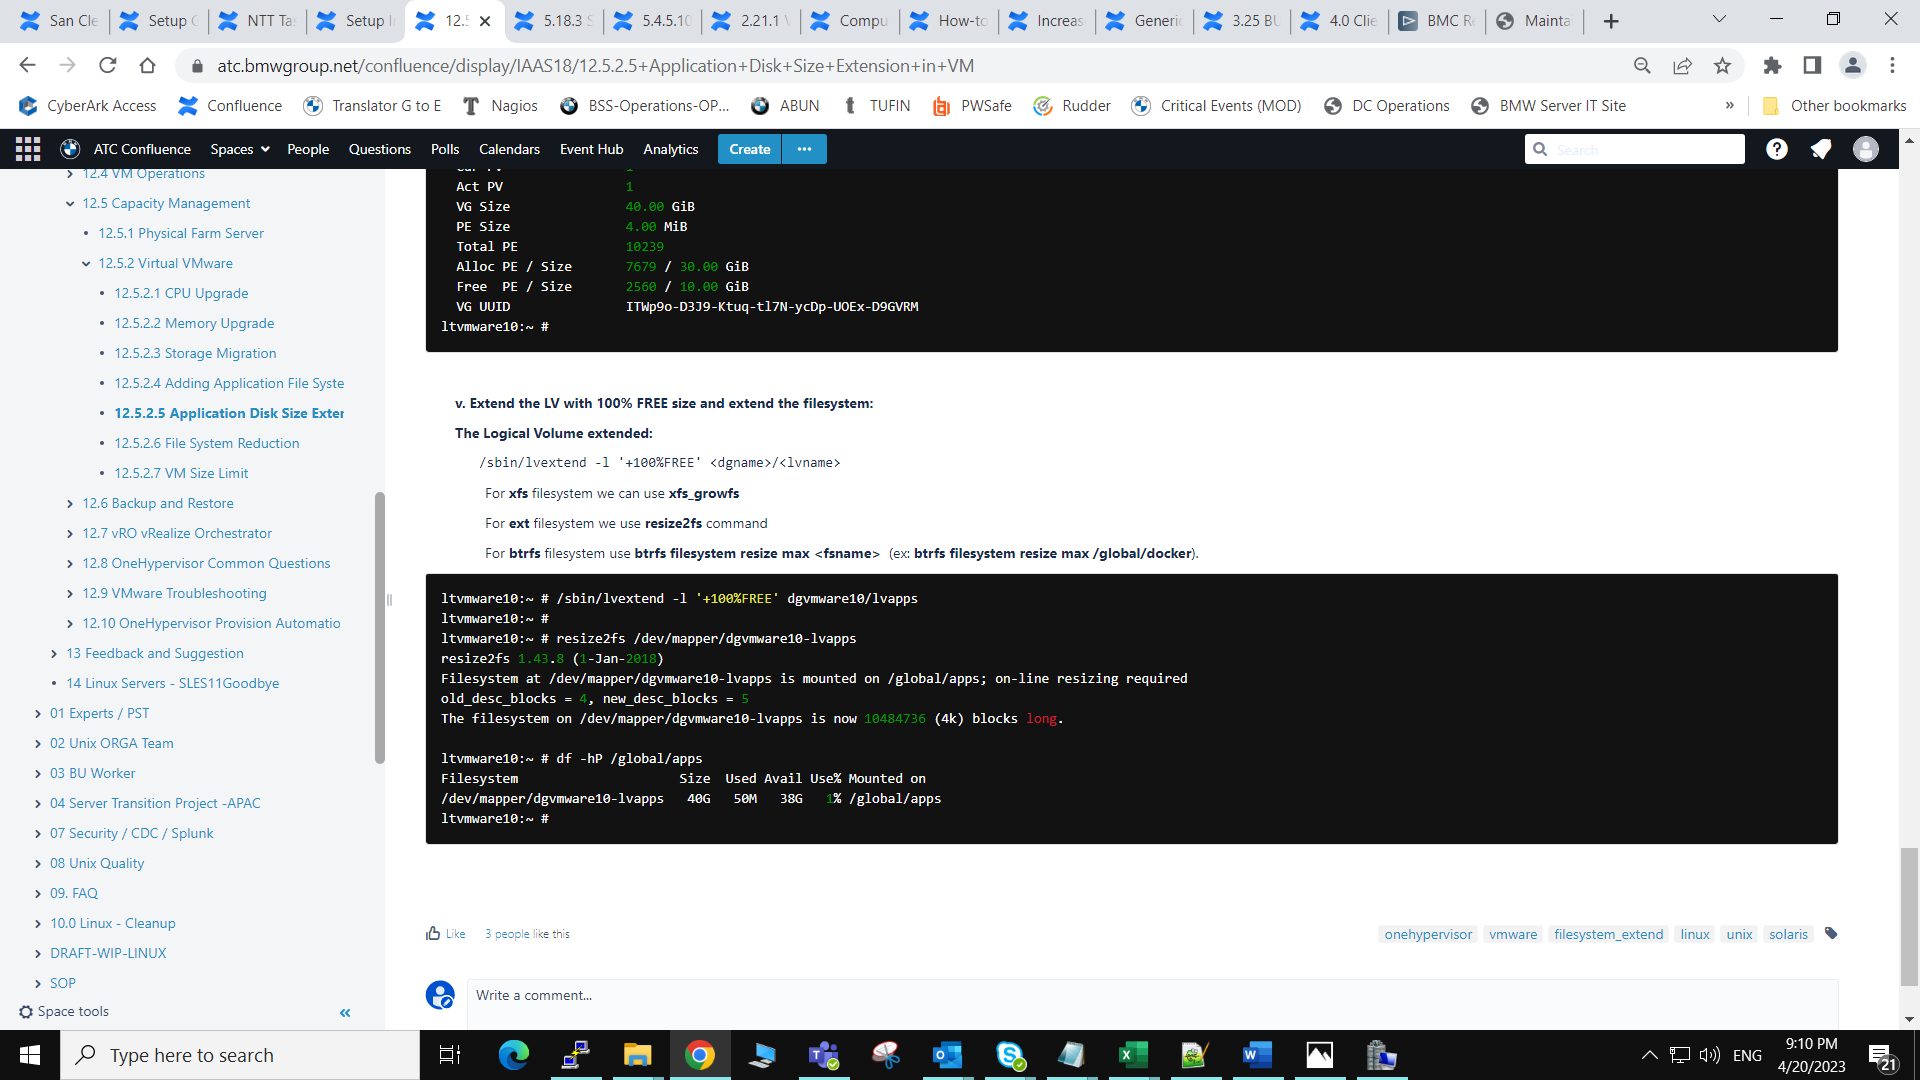 San Cle
Setup C
NTT Tas
Setup In
12.5
5.18.3 S
5.4.5.10
2.21.1 V
Compu
How-to
Increas
Generic
3.25 BU
4.0 Clie
BMC Re
Mainta
atc.bmwgroup.net/confluence/display/IAAS18/12.5.2.5+Application+Disk+Size+Extension+in+VM
CyberArk Access
Confluence
Translator G to E
Nagios
BSS-Operations-OP...
ABUN
TUFIN
PWSafe
Rudder
Critical Events (MOD)
DC Operations
BMW Server IT Site
»
Other bookmarks
ATC Confluence
Spaces
People
Questions
Polls
Calendars
Event Hub
Analytics
Create
Search
12.4 VM Operations
12.5 Capacity Management
12.5.1 Physical Farm Server
12.5.2 Virtual VMware
12.5.2.1 CPU Upgrade
12.5.2.2 Memory Upgrade
12.5.2.3 Storage Migration
12.5.2.4 Adding Application File Syste
12.5.2.5 Application Disk Size Exter
12.5.2.6 File System Reduction
12.5.2.7 VM Size Limit
12.6 Backup and Restore
12.7 vRO vRealize Orchestrator
12.8 OneHypervisor Common Questions
12.9 VMware Troubleshooting
12.10 OneHypervisor Provision Automatio
13 Feedback and Suggestion
14 Linux Servers - SLES11Goodbye
01 Experts / PST
02 Unix ORGA Team
03 BU Worker
04 Server Transition Project -APAC
07 Security / CDC / Splunk
08 Unix Quality
09. FAQ
10.0 Linux - Cleanup
DRAFT-WIP-LINUX
SOP
Space tools
«
Act PV 1
VG Size 40.00 GiB
PE Size 4.00 MiB
Total PE 10239
Alloc PE / Size 7679 / 30.00 GiB
Free PE / Size 2560 / 10.00 GiB
VG UUID ITWp9o-D3J9-Ktuq-tl7N-ycDp-UOEx-D9GVRM
ltvmware10:~ #
v. Extend the LV with 100% FREE size and extend the filesystem:
The Logical Volume extended:
/sbin/lvextend -l '+100%FREE' <dgname>/<lvname>
For xfs filesystem we can use xfs_growfs
For ext filesystem we use resize2fs command
For btrfs filesystem use btrfs filesystem resize max <fsname> (ex: btrfs filesystem resize max /global/docker).
ltvmware10:~ # /sbin/lvextend -l '+100%FREE' dgvmware10/lvapps
ltvmware10:~ #
ltvmware10:~ # resize2fs /dev/mapper/dgvmware10-lvapps
resize2fs 1.43.8 (1-Jan-2018)
Filesystem at /dev/mapper/dgvmware10-lvapps is mounted on /global/apps; on-line resizing required
old_desc_blocks = 4, new_desc_blocks = 5
The filesystem on /dev/mapper/dgvmware10-lvapps is now 10484736 (4k) blocks long.
ltvmware10:~ # df -hP /global/apps
Filesystem Size Used Avail Use% Mounted on
/dev/mapper/dgvmware10-lvapps 40G 50M 38G 1% /global/apps
ltvmware10:~ #
Like 3 people like this
onehypervisor vmware filesystem_extend linux unix solaris
Write a comment...
Type here to search
ENG
9:10 PM
4/20/2023
21